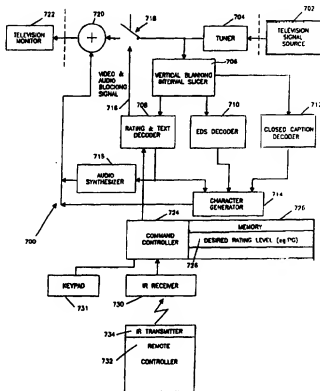 722
TELEVISION
MONITOR
720
718
704
TUNER
702
TELEVISION
SIGNAL
SOURCE
VIDEO &
AUDIO
BLOCKING
SIGNAL
716
706
VERTICAL BLANKING
INTERVAL SLICER
708
RATING & TEXT
DECODER
710
EDS DECODER
CLOSED CAPTION
DECODER
715
AUDIO
SYNTHESIZER
CHARACTER
GENERATOR
714
700
724
COMMAND
CONTROLLER
MEMORY
DESIRED RATING LEVEL (eg PG)
KEYPAD
731
IR RECEIVER
730
734
IR TRANSMITTER
732
REMOTE
CONTROLLER